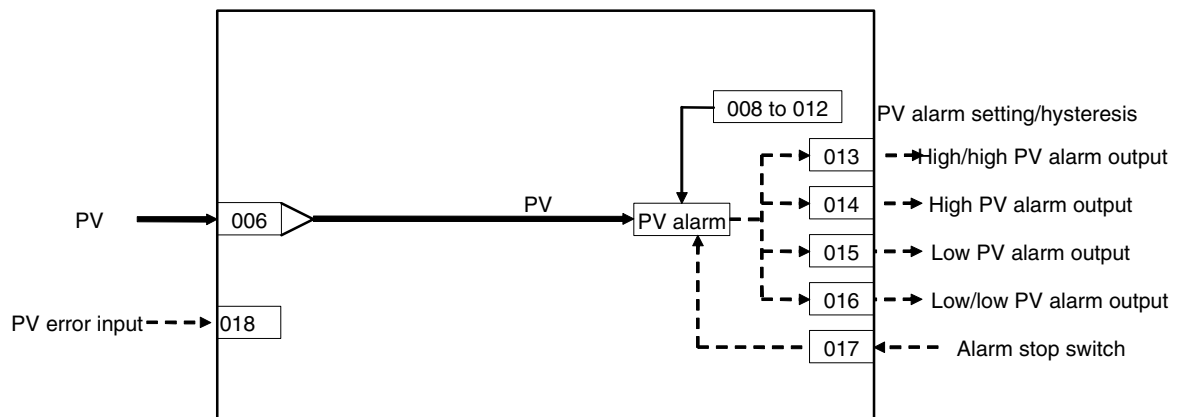 008 to 012
PV alarm setting/hysteresis
013
High/high PV alarm output
PV
006
PV
PV alarm
014
High PV alarm output
015
Low PV alarm output
016
Low/low PV alarm output
PV error input
018
017
Alarm stop switch